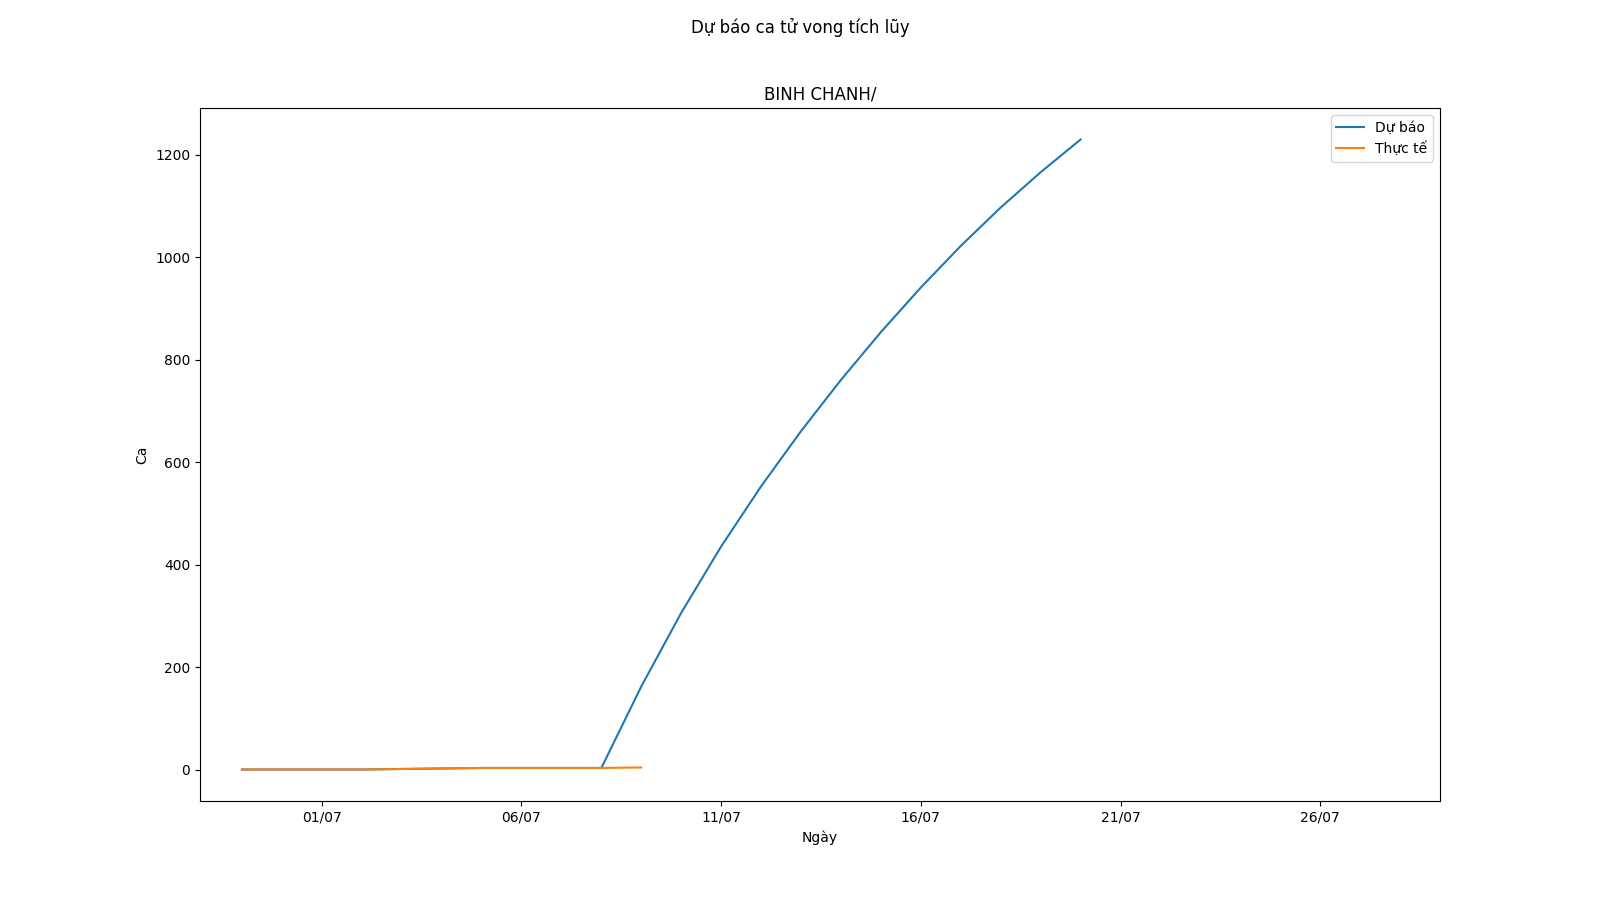 Dự báo ca tử vong tích lũy
BINH CHANH/
Dự báo
Thực tế
1200
1000
800
600
400
200
0
Ca
01/07
06/07
11/07
16/07
21/07
26/07
Ngày